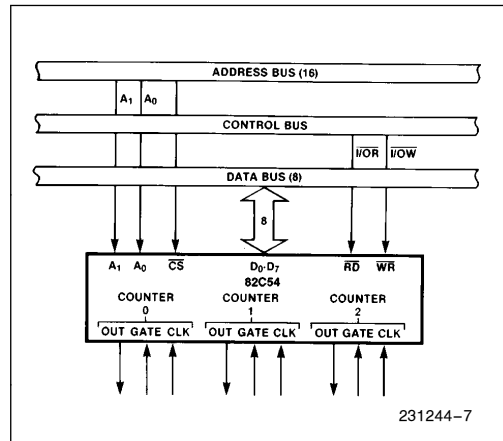 ADDRESS BUS (16)
A1 A0
CONTROL BUS
I/OR I/OW
DATA BUS (8)
8
A1 A0 CS D0-D7 RD WR
82C54
COUNTER COUNTER COUNTER
0 1 2
OUT GATE CLK OUT GATE CLK OUT GATE CLK
231244-7